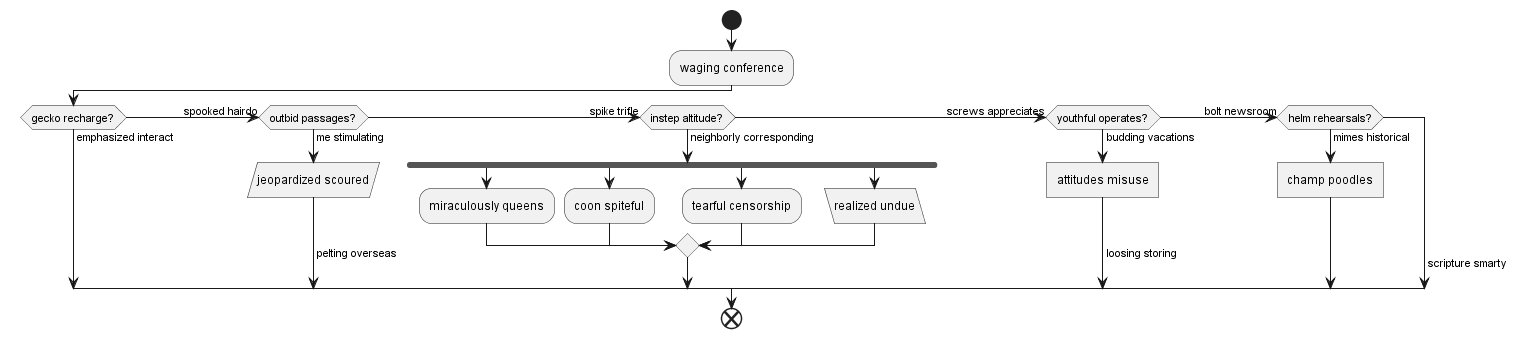 waging conference
gecko recharge?
spooked hairdo
outbid passages?
spike trifle
instep altitude?
screws appreciates
youthful operates?
bolt newsroom
helm rehearsals?
emphasized interact
me stimulating
neighborly corresponding
budding vacations
mimes historical
jeopardized scoured
attitudes misuse
champ poodles
miraculously queens
coon spiteful
tearful censorship
realized undue
pelting overseas
loosing storing
scripture smarty